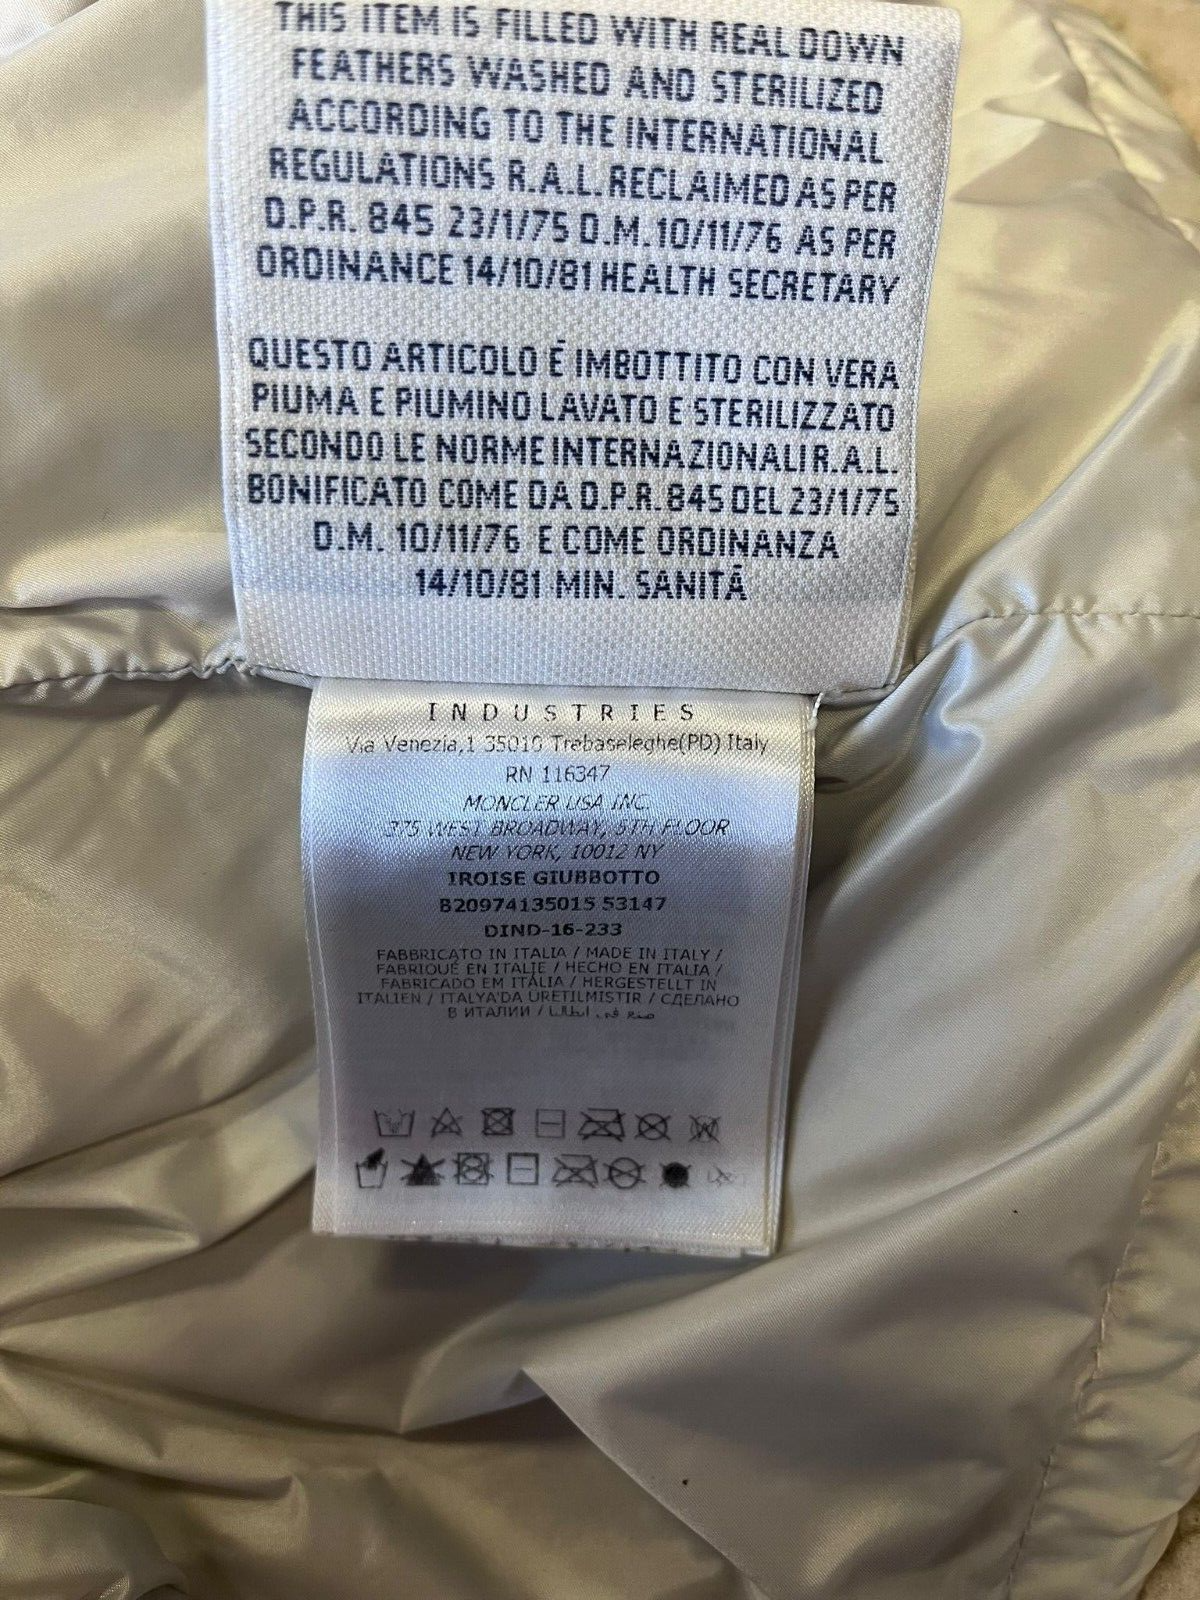 THIS ITEM IS FILLED WITH REAL DOWN
FEATHERS WASHED AND STERILIZED
ACCORDING TO THE INTERNATIONAL
REGULATIONS R.A.L. RECLAIMED AS PER
D.P.R. 845 23/1/75 D.M. 10/11/76 AS PER
ORDINANCE 14/10/81 HEALTH SECRETARY
QUESTO ARTICOLO É IMBOTTITO CON VERA
PIUMA E PIUMINO LAVATO E STERILIZZATO
SECONDO LE NORME INTERNAZIONALI R.A.L.
BONIFICATO COME DA D.P.R. 845 DEL 23/1/75
D.M. 10/11/76 E COME ORDINANZA
14/10/81 MIN. SANITÁ
INDUSTRIES
Via Venezia,1 35010 Trebaseleghe(PD) Italy
RN 116347
MONCLER USA INC.
375 WEST BROADWAY, 5TH FLOOR
NEW YORK, 10012 NY
IROISE GIUBBOTTO
B20974135015 53147
DIND-16-233
FABBRICATO IN ITALIA / MADE IN ITALY /
FABRIQUÉ EN ITALIE / HECHO EN ITALIA /
FABRICADO EM ITÁLIA / HERGESTELLT IN
ITALIEN / ITALYA'DA ÜRETILMISTIR / СДЕЛАНО
В ИТАЛИИ / صنع في ايطاليا